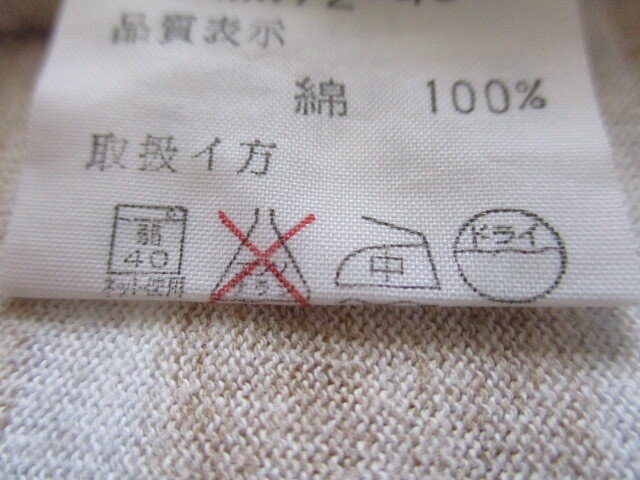 品質表示
綿 100%
取扱イ方
弱
40
ネット使用
中
ドライ